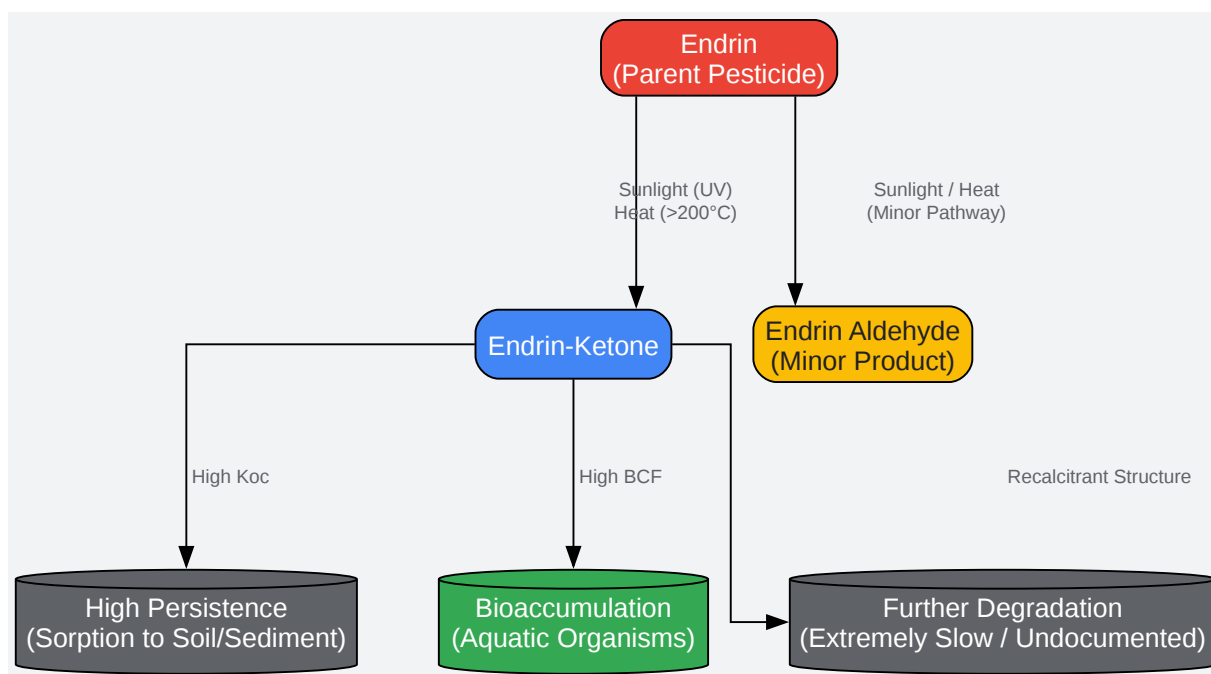 Endrin
(Parent Pesticide)
Sunlight (UV)
Heat (>200°C)
Sunlight / Heat
(Minor Pathway)
Endrin-Ketone
Endrin Aldehyde
(Minor Product)
High Koc
High BCF
Recalcitrant Structure
High Persistence
(Sorption to Soil/Sediment)
Bioaccumulation
(Aquatic Organisms)
Further Degradation
(Extremely Slow / Undocumented)